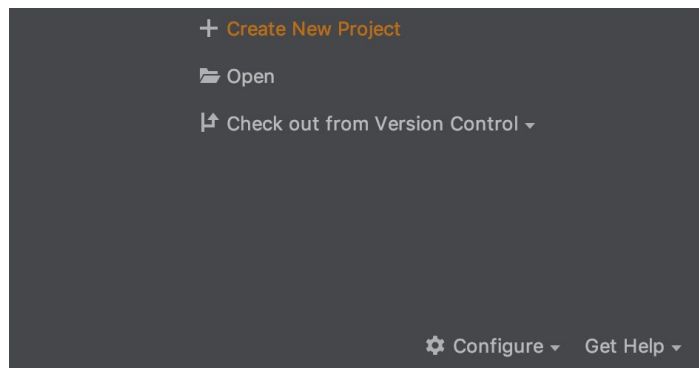 Create New Project
Open
Check out from Version Control
Configure Get Help